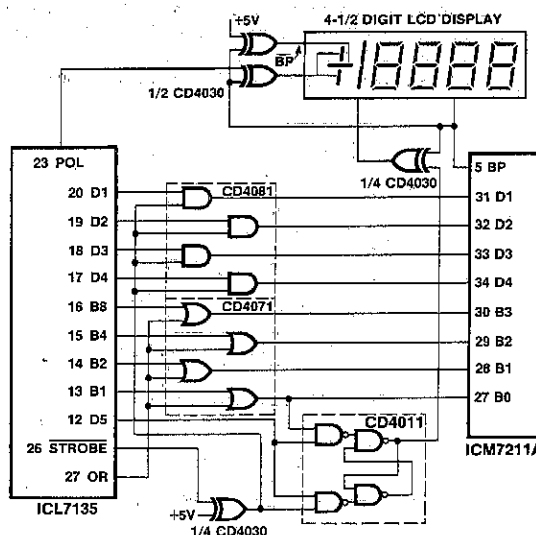 +5V
4-1/2 DIGIT LCD DISPLAY
BP
1/2 CD4030
23 POL
1/4 CD4030
5 BP
20 D1
CD4081
31 D1
19 D2
32 D2
18 D3
33 D3
17 D4
34 D4
16 B8
CD4071
30 B3
15 B4
29 B2
14 B2
28 B1
13 B1
27 B0
12 D5
CD4011
26 STROBE
27 OR
+5V
ICL7135
1/4 CD4030
ICM7211A